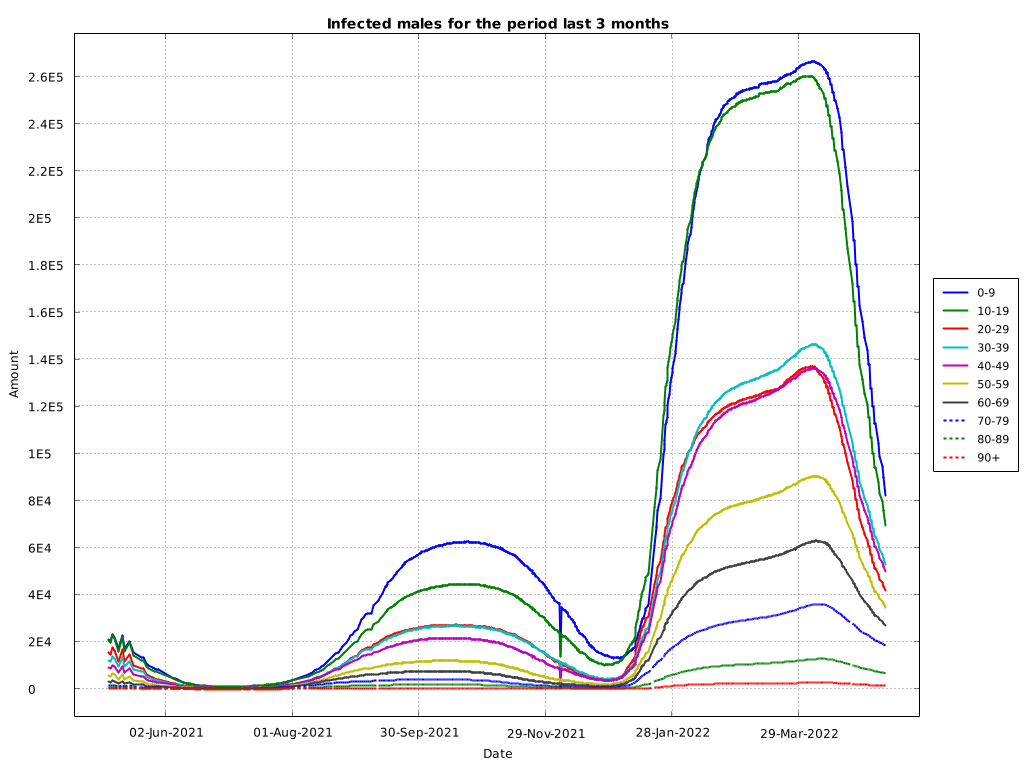 Infected males for the period last 3 months
2.6E5
2.4E5
2.2E5
2E5
1.8E5
1.6E5
1.4E5
1.2E5
1E5
8E4
6E4
4E4
2E4
0
Amount
02-Jun-2021
01-Aug-2021
30-Sep-2021
29-Nov-2021
28-Jan-2022
29-Mar-2022
Date
0-9
10-19
20-29
30-39
40-49
50-59
60-69
70-79
80-89
90+